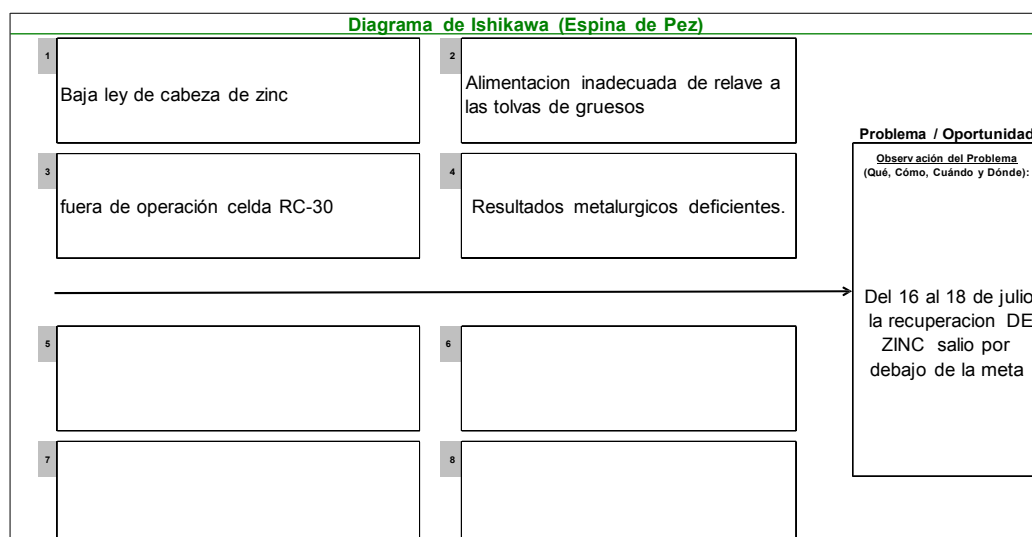 Diagrama de Ishikawa (Espina de Pez)
1
Baja ley de cabeza de zinc
2
Alimentacion inadecuada de relave a
las tolvas de gruesos
3
fuera de operación celda RC-30
4
Resultados metalurgicos deficientes.
Problema / Oportunidad
Observación del Problema
(Qué, Cómo, Cuándo y Dónde):
Del 16 al 18 de julio
la recuperacion DE
ZINC salio por
debajo de la meta
5
6
7
8